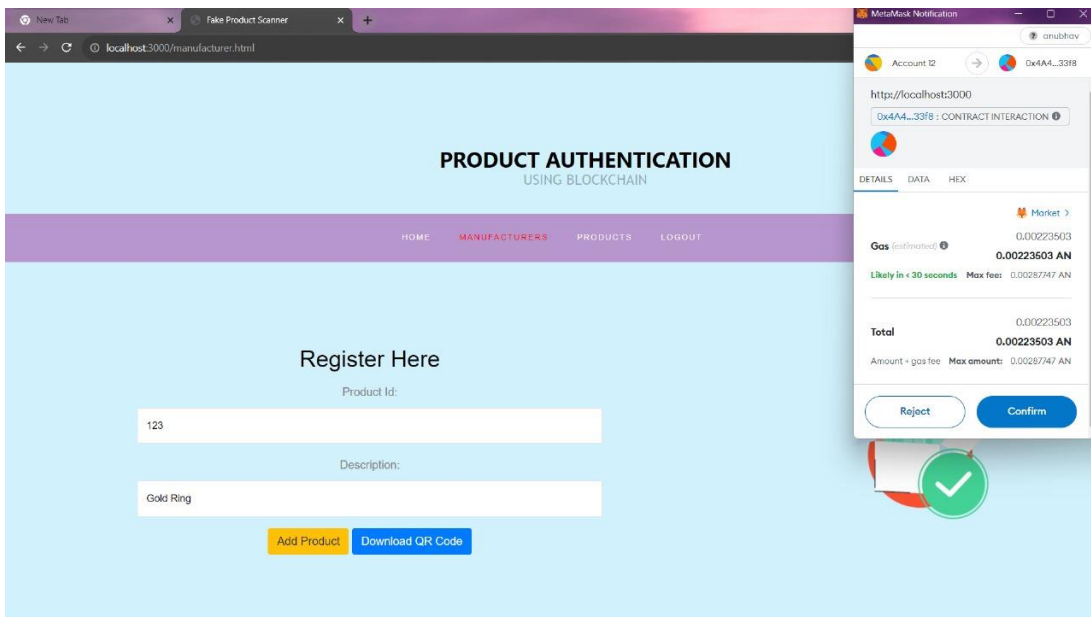 New Tab
Fake Product Scanner
localhost:3000/manufacturer.html
PRODUCT AUTHENTICATION
USING BLOCKCHAIN
HOME MANUFACTURERS PRODUCTS LOGOUT
Register Here
Product Id:
123
Description:
Gold Ring
Add Product Download QR Code
MetaMask Notification
anubhav
Account 12 0x4A4...33f8
http://localhost:3000
0x4A4...33f8 : CONTRACT INTERACTION
DETAILS DATA HEX
Market >
0.00223503
Gas (estimated) 0.00223503 AN
Likely in < 30 seconds Max fee: 0.00287747 AN
0.00223503
Total 0.00223503 AN
Amount + gas fee Max amount: 0.00287747 AN
Reject Confirm